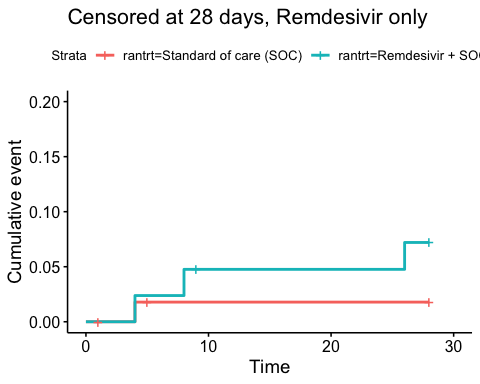 Censored at 28 days, Remdesivir only
Strata rantrt=Standard of care (SOC) rantrt=Remdesivir + SO
Cumulative event
0.20
0.15
0.10
0.05
0.00
0 10 20 30
Time